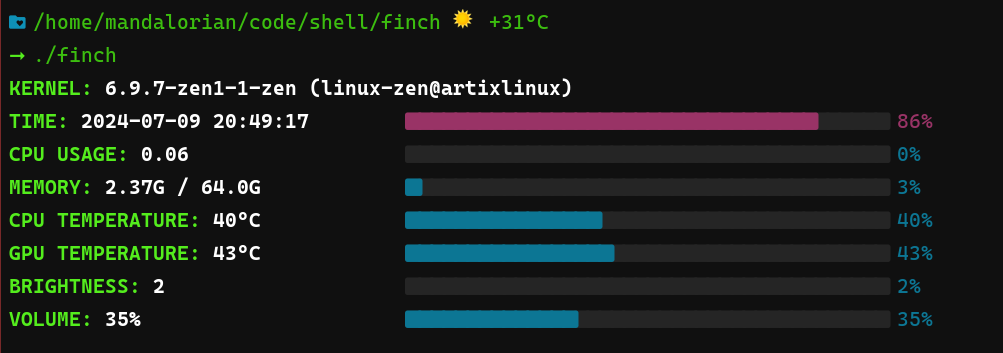 /home/mandalorian/code/shell/finch ☀ +31°C
→ ./finch
KERNEL: 6.9.7-zen1-1-zen (linux-zen@artixlinux)
TIME: 2024-07-09 20:49:17 86%
CPU USAGE: 0.06 0%
MEMORY: 2.37G / 64.0G 3%
CPU TEMPERATURE: 40°C 40%
GPU TEMPERATURE: 43°C 43%
BRIGHTNESS: 2 2%
VOLUME: 35% 35%